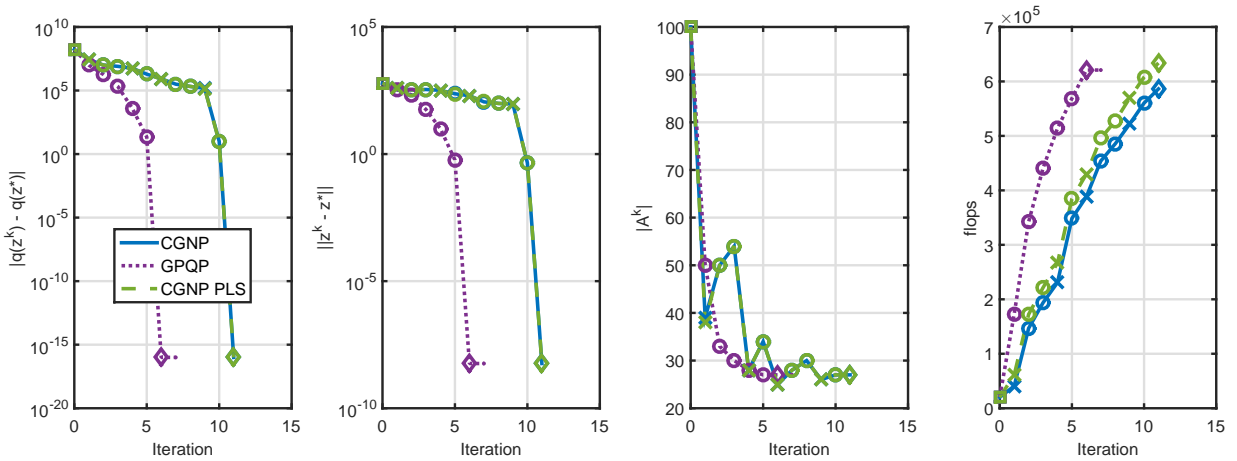 |q(z^k) - q(z*)|
10^10
10^5
10^0
10^-5
10^-10
10^-15
10^-20
0 5 10 15
Iteration
CGNP
GPQP
CGNP PLS
||z^k - z*||
10^5
10^0
10^-5
10^-10
0 5 10 15
Iteration
|A^k|
100
90
80
70
60
50
40
30
20
0 5 10 15
Iteration
flops
×10^5
7
6
5
4
3
2
1
0
0 5 10 15
Iteration